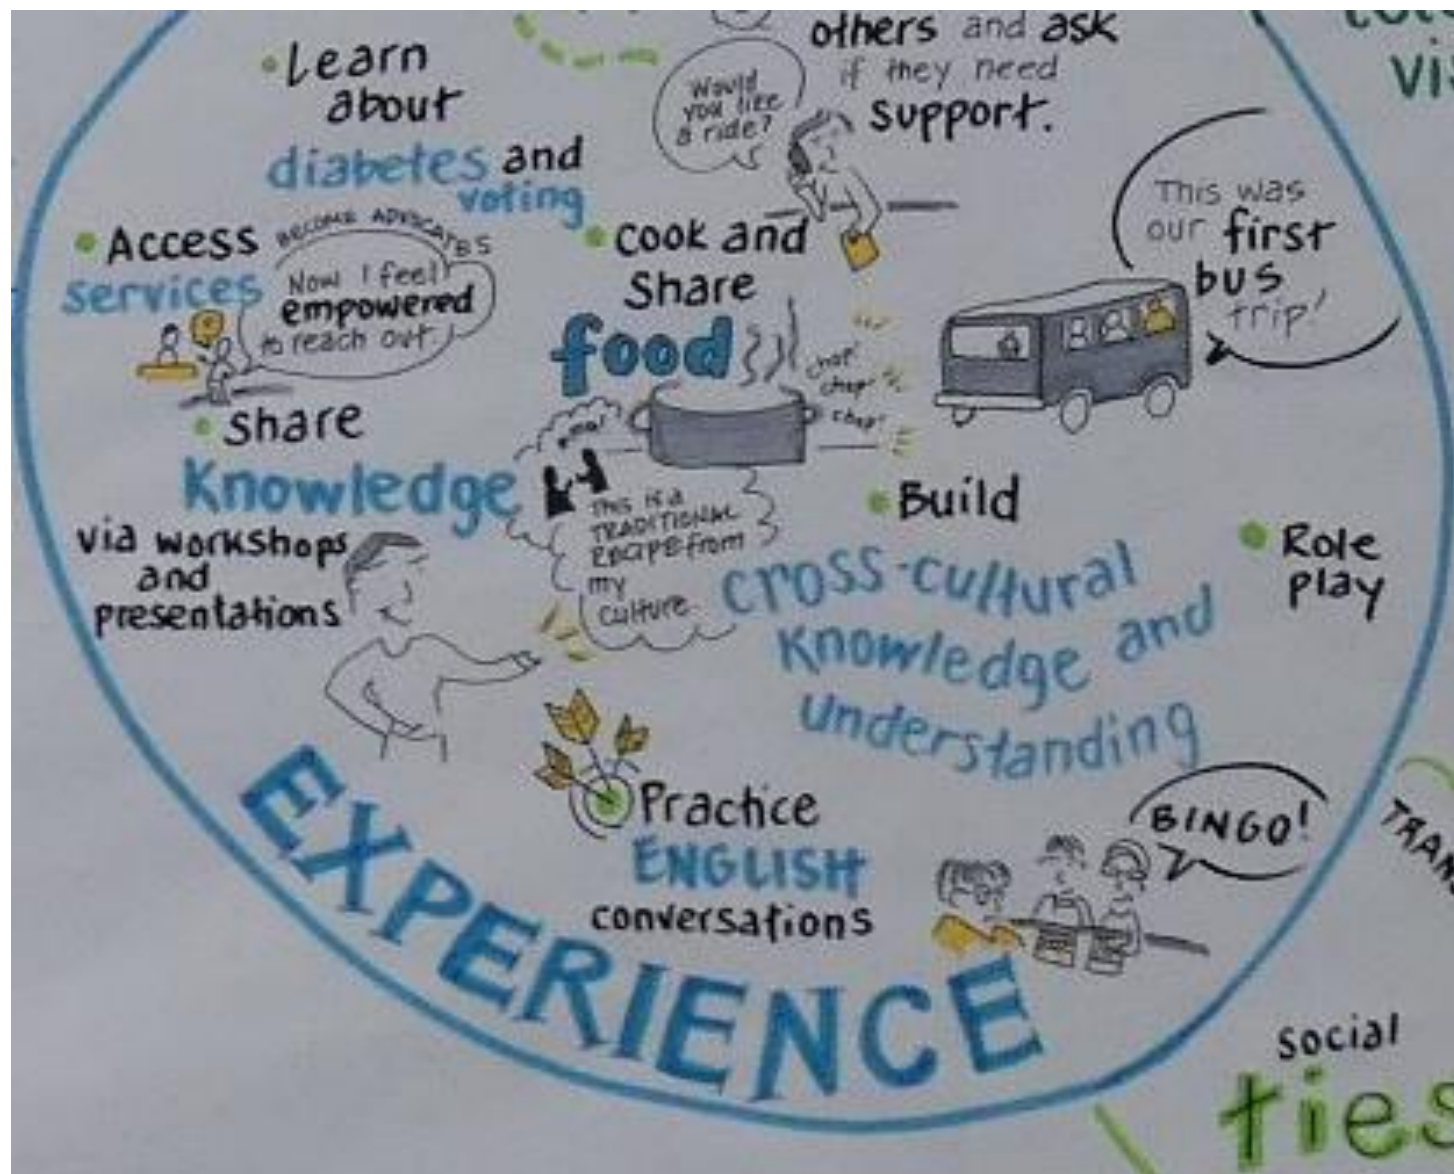 others and ask
if they need
support.
Would
you like
a ride?
Learn
about
diabetes and
voting
Access
services
BECOME ADVOCATES
Now I feel
empowered
to reach out!
Cook and
Share
food
chop!
chop!
chop!
This was
our first
bus
trip!
Share
Knowledge
via workshops
and
presentations
THIS IS A
TRADITIONAL
RECIPE from
my
culture.
Build
cross-cultural
Knowledge and
understanding
Role
play
Practice
ENGLISH
conversations
BINGO!
EXPERIENCE
social
ties